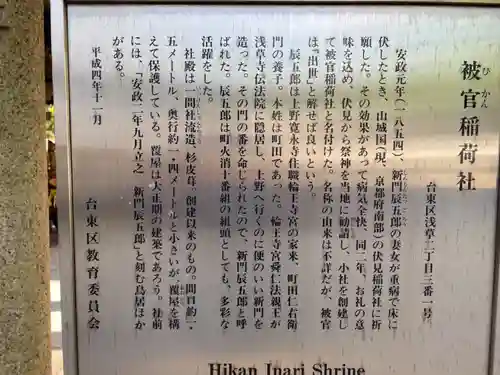 被官稲荷社
ひかん
台東区浅草二丁目三番一号
安政元年(一八五四)、新門辰五郎の妻女が重病で床に
伏したとき、山城国(現、京都府南部)の伏見稲荷社に祈
願した。その効果があって病気全快、同二年、お礼の意
味を込め、伏見から祭神を当地に勧請し、小社を創建し
て被官稲荷社と名付けた。名称の由来は不詳だが、被官
は『出世』と解せば良いという。
辰五郎は上野寛永寺住職輪王寺宮の家来、町田仁右衛
門の養子。本姓は町田であった。輪王寺宮舜仁法親王が
浅草寺伝法院に隠居し、上野へ行くのに便のいい新門を
造った。その門の番を命じられたので、新門辰五郎と呼
ばれた。辰五郎は町火消十番組の組頭としても、多彩な
活躍をした。
社殿は一間社流造、杉皮葺。創建以来のもの。間口約一・
五メートル、奥行約一・四メートルと小さいが、覆屋を構
えて保護している。覆屋は大正期の建築であろう。社前
には、「安政二年九月立之 新門辰五郎」と刻む鳥居ほか
がある。
平成四年十一月
台東区教育委員会
Hikan Inari Shrine